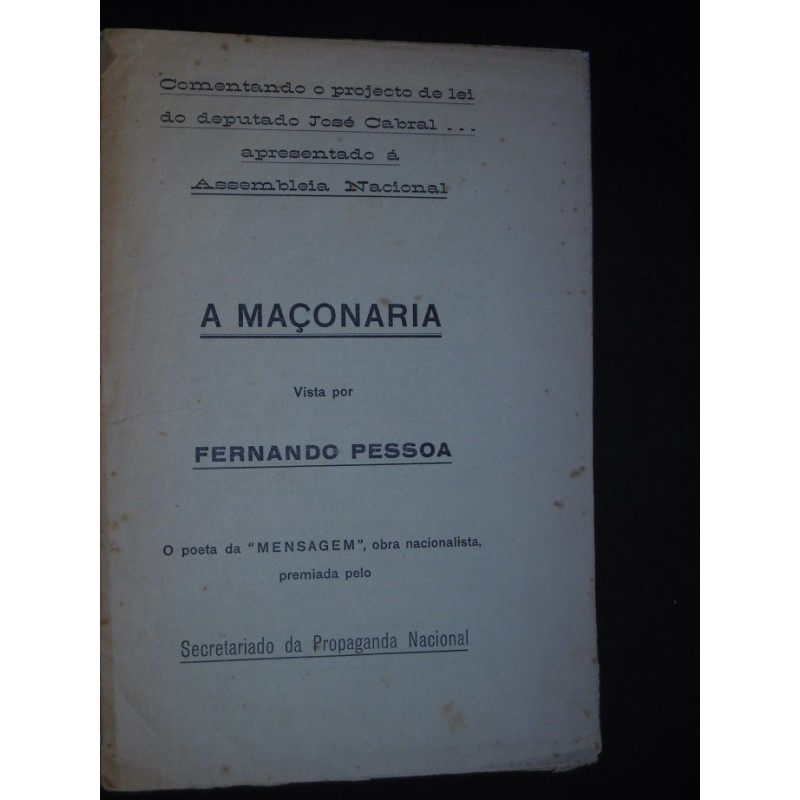 Comentando o projecto de lei
do deputado José Cabral ...
apresentado á
Assembleia Nacional
A MAÇONARIA
Vista por
FERNANDO PESSOA
O poeta da "MENSAGEM", obra nacionalista,
premiada pelo
Secretariado da Propaganda Nacional